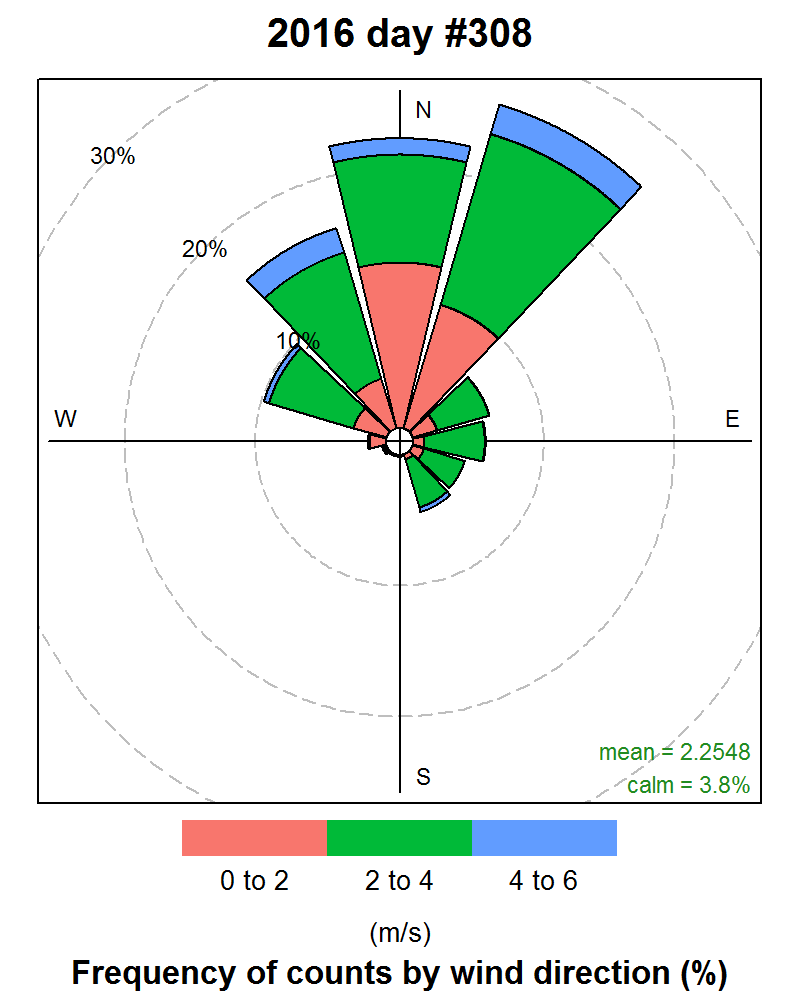 2016 day #308
N
30%
20%
10%
W
E
mean = 2.2548
S
calm = 3.8%
0 to 2 2 to 4 4 to 6
(m/s)
Frequency of counts by wind direction (%)